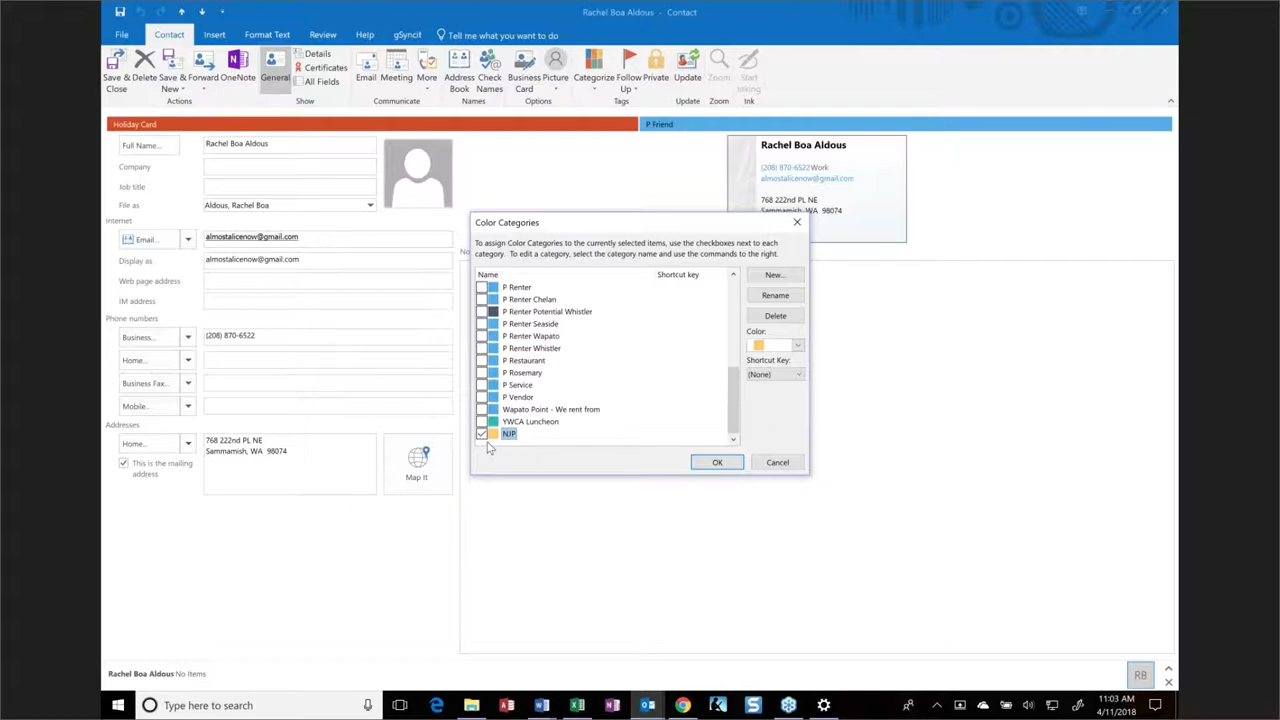 Rachel Boa Aldous - Contact
File Contact Insert Format Text Review Help gSyncit Tell me what you want to do
Save & Close
Delete
Save & New
Forward
OneNote
Actions
General
Details
Certificates
All Fields
Show
Email
Meeting
More
Communicate
Address Book
Check Names
Names
Business Card
Picture
Options
Categorize
Follow Up
Private
Tags
Update
Update
Zoom
Zoom
Start Inking
Ink
Holiday Card
P Friend
Full Name... Rachel Boa Aldous
Company
Job title
File as Aldous, Rachel Boa
Internet
Email... almostalicenow@gmail.com
Display as almostalicenow@gmail.com
Web page address
IM address
Phone numbers
Business... (208) 870-6522
Home...
Business Fax...
Mobile...
Addresses
Home... 768 222nd PL NE
Sammamish, WA 98074
This is the mailing
address
Map It
Rachel Boa Aldous
(208) 870-6522Work
almostalicenow@gmail.com
768 222nd PL NE
Sammamish, WA 98074
No
Color Categories
To assign Color Categories to the currently selected items, use the checkboxes next to each
category. To edit a category, select the category name and use the commands to the right.
Name Shortcut key
P Renter
P Renter Chelan
P Renter Potential Whistler
P Renter Seaside
P Renter Wapato
P Renter Whistler
P Restaurant
P Rosemary
P Service
P Vendor
Wapato Point - We rent from
YWCA Luncheon
NJP
New...
Rename
Delete
Color:
Shortcut Key:
(None)
OK Cancel
Rachel Boa Aldous No Items
RB
Type here to search
11:03 AM
4/11/2018